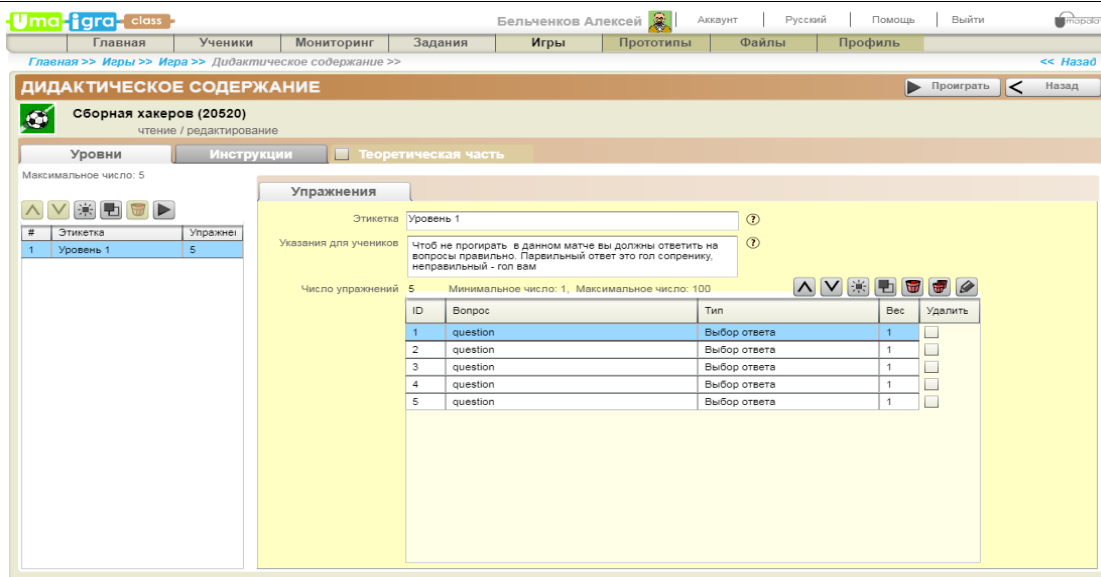 Uma-igra class Бельченков Алексей Аккаунт Русский Помощь Выйти
Главная Ученики Мониторинг Задания Игры Прототипы Файлы Профиль
Главная >> Игры >> Игра >> Дидактическое содержание >> << Назад
ДИДАКТИЧЕСКОЕ СОДЕРЖАНИЕ Проиграть Назад
Сборная хакеров (20520)
чтение / редактирование
Уровни Инструкции Теоретическая часть
Максимальное число: 5
Упражнения
Этикетка Уровень 1
# Этикетка Упражнен
1 Уровень 1 5
Указания для учеников Чтоб не прогирать в данном матче вы должны ответить на
вопросы правильно. Парвильный ответ это гол сопренику,
неправильный - гол вам
Число упражнений 5 Минимальное число: 1, Максимальное число: 100
ID Вопрос Тип Вес Удалить
1 question Выбор ответа 1
2 question Выбор ответа 1
3 question Выбор ответа 1
4 question Выбор ответа 1
5 question Выбор ответа 1